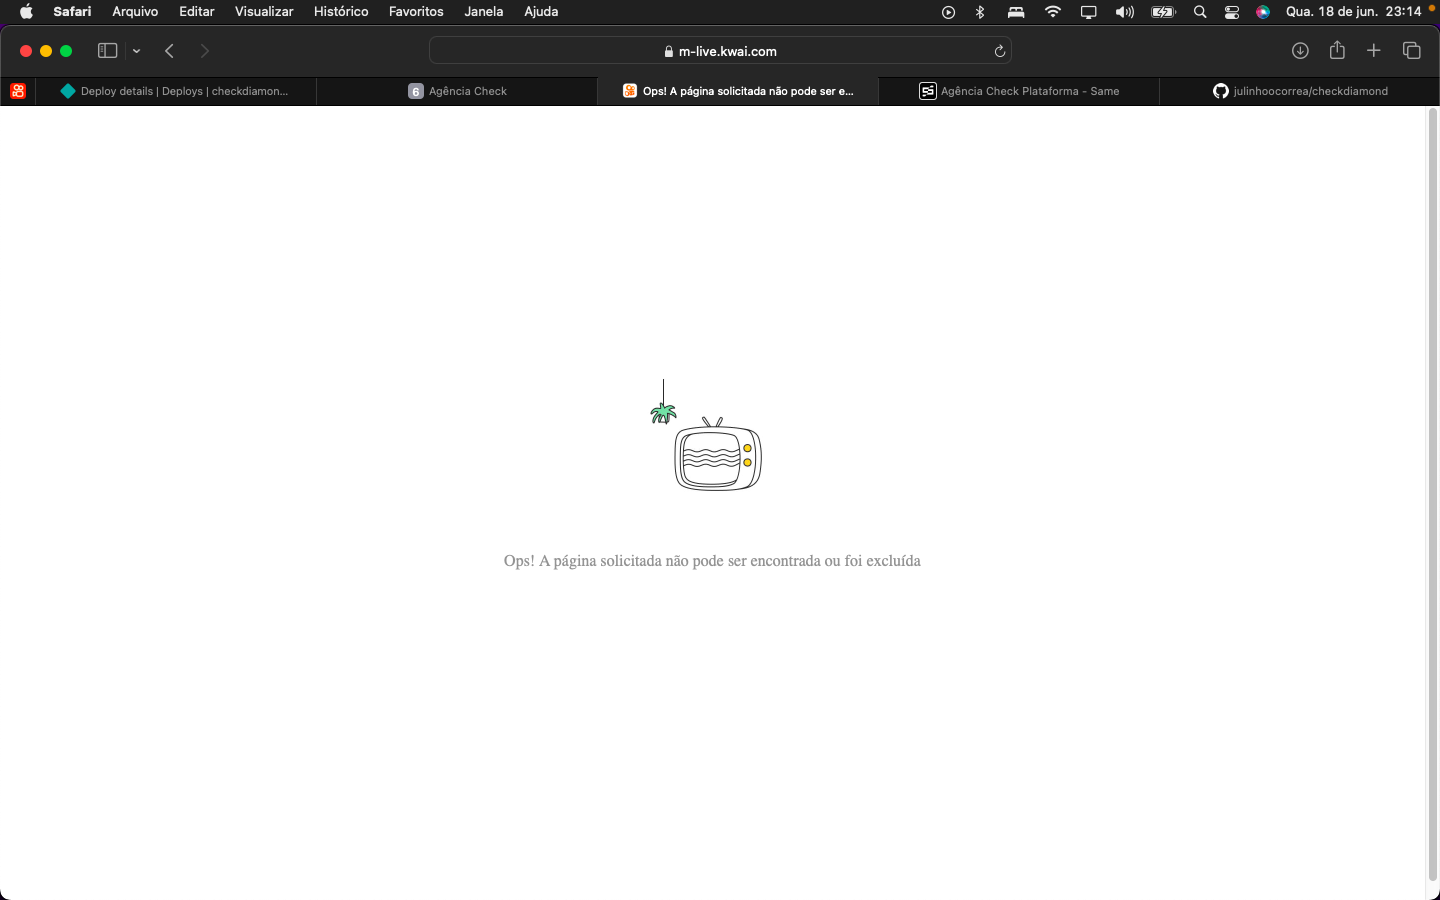 Safari Arquivo Editar Visualizar Histórico Favoritos Janela Ajuda Qua. 18 de jun. 23:14
m-live.kwai.com
Deploy details | Deploys | checkdiamon... 6 Agência Check Ops! A página solicitada não pode ser e... Agência Check Plataforma - Same julinhoocorrea/checkdiamond
Ops! A página solicitada não pode ser encontrada ou foi excluída